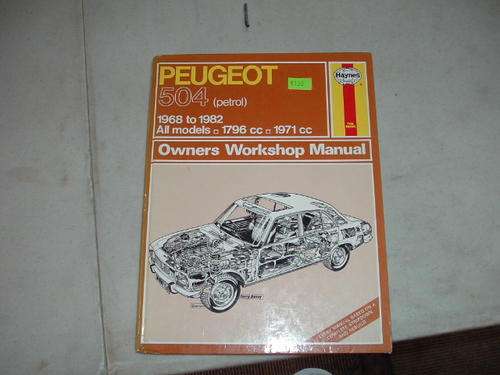 PEUGEOT
504 (petrol)
1968 to 1982
All models □ 1796 cc □ 1971 cc
Haynes
Owners Workshop Manual